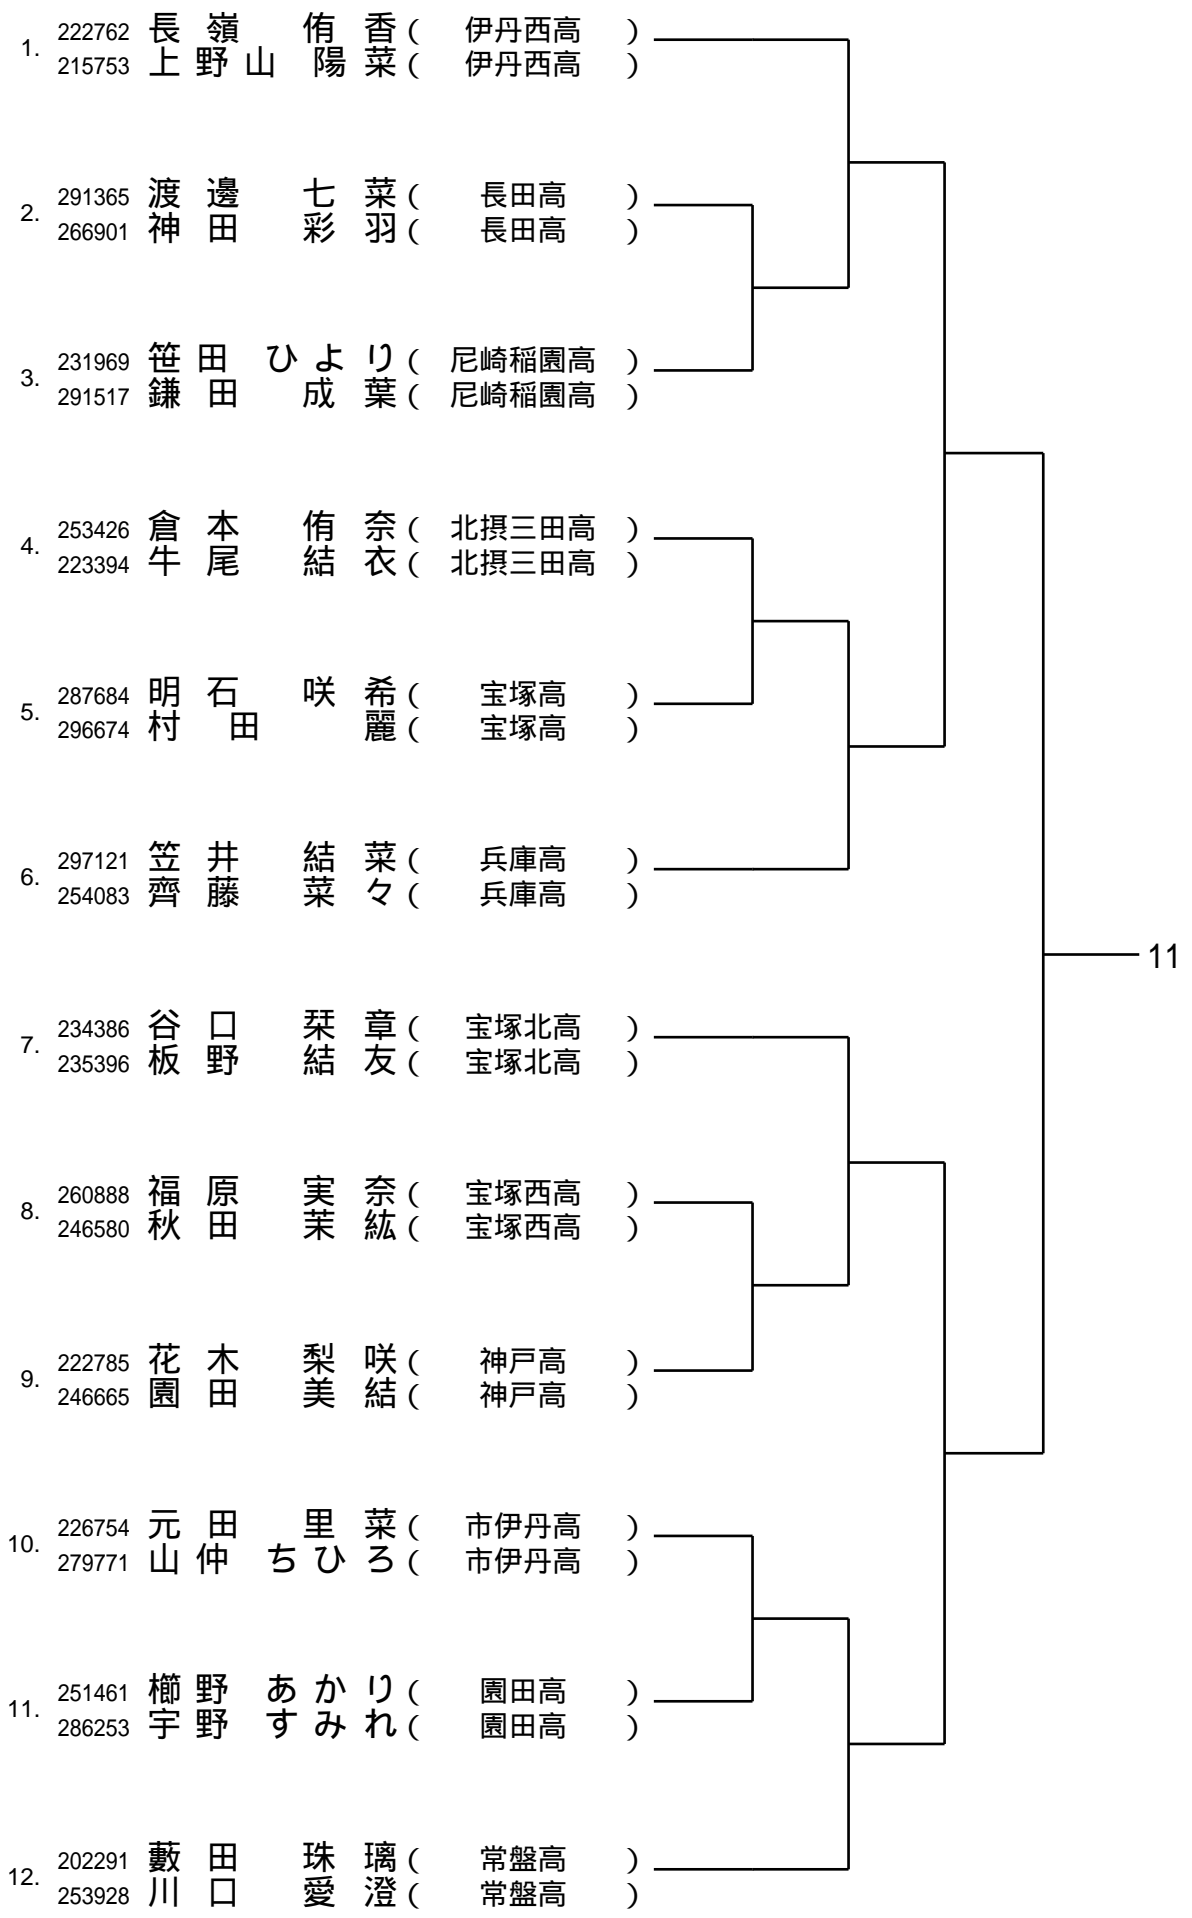 1. 222762 長嶺 侑香 ( 伊丹西高 )
215753 上野山 陽菜 ( 伊丹西高 )
2. 291365 渡邊 七菜 ( 長田高 )
266901 神田 彩羽 ( 長田高 )
3. 231969 笹田 ひより ( 尼崎稲園高 )
291517 鎌田 成葉 ( 尼崎稲園高 )
4. 253426 倉本 侑奈 ( 北摂三田高 )
223394 牛尾 結衣 ( 北摂三田高 )
5. 287684 明石 咲希 ( 宝塚高 )
296674 村田 麗 ( 宝塚高 )
6. 297121 笠井 結菜 ( 兵庫高 )
254083 齊藤 菜々 ( 兵庫高 )
11
7. 234386 谷口 栞章 ( 宝塚北高 )
235396 板野 結友 ( 宝塚北高 )
8. 260888 福原 実奈 ( 宝塚西高 )
246580 秋田 茉紘 ( 宝塚西高 )
9. 222785 花木 梨咲 ( 神戸高 )
246665 園田 美結 ( 神戸高 )
10. 226754 元田 里菜 ( 市伊丹高 )
279771 山仲 ちひろ ( 市伊丹高 )
11. 251461 櫛野 あかり ( 園田高 )
286253 宇野 すみれ ( 園田高 )
12. 202291 藪田 珠璃 ( 常盤高 )
253928 川口 愛澄 ( 常盤高 )